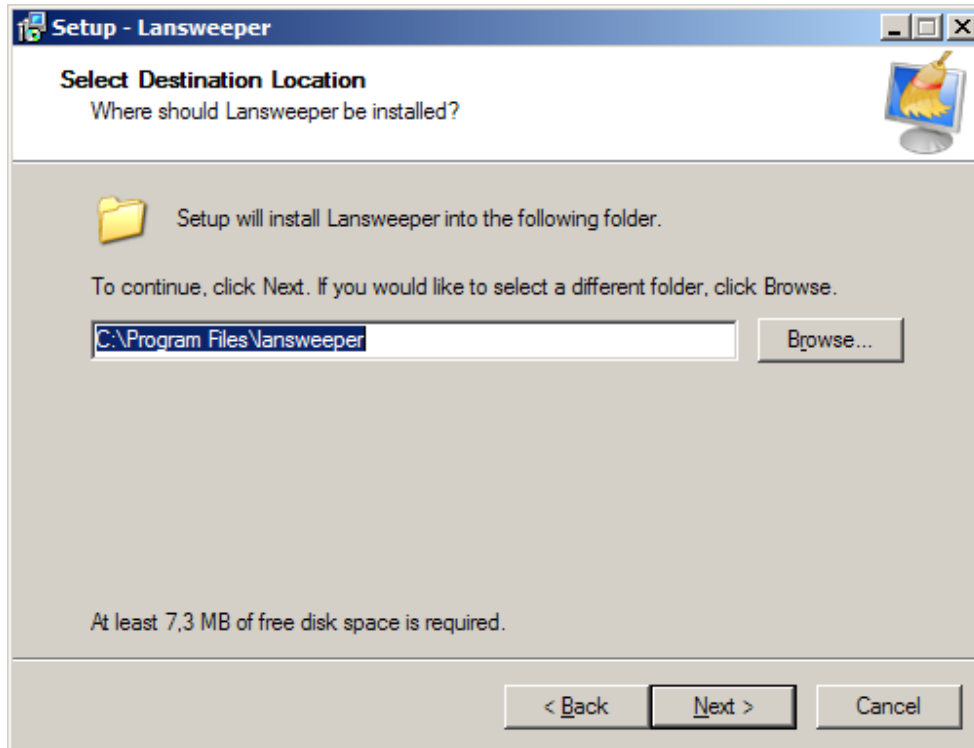 Setup - Lansweeper
Select Destination Location
Where should Lansweeper be installed?
Setup will install Lansweeper into the following folder.
To continue, click Next. If you would like to select a different folder, click Browse.
C:\Program Files\lansweeper
Browse...
At least 7,3 MB of free disk space is required.
< Back
Next >
Cancel